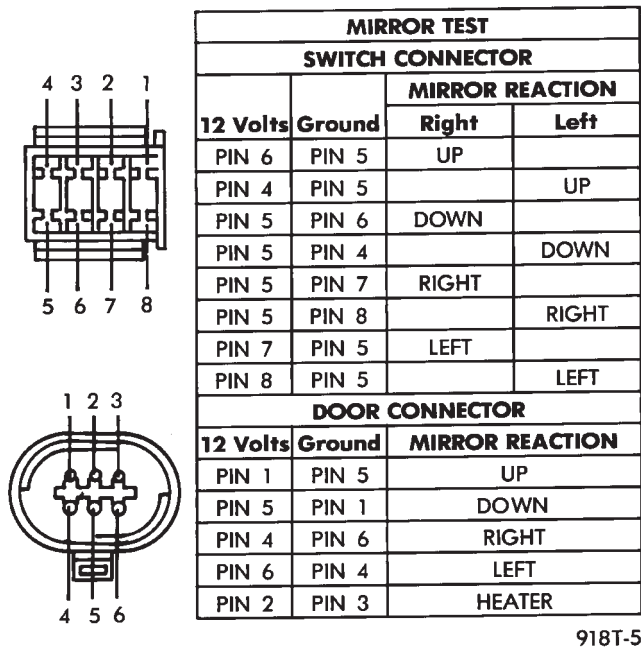 MIRROR TEST
SWITCH CONNECTOR
MIRROR REACTION
12 Volts Ground Right Left
PIN 6 PIN 5 UP
PIN 4 PIN 5 UP
PIN 5 PIN 6 DOWN
PIN 5 PIN 4 DOWN
PIN 5 PIN 7 RIGHT
PIN 5 PIN 8 RIGHT
PIN 7 PIN 5 LEFT
PIN 8 PIN 5 LEFT
DOOR CONNECTOR
12 Volts Ground MIRROR REACTION
PIN 1 PIN 5 UP
PIN 5 PIN 1 DOWN
PIN 4 PIN 6 RIGHT
PIN 6 PIN 4 LEFT
PIN 2 PIN 3 HEATER
4 3 2 1
5 6 7 8
1 2 3
4 5 6
918T-5